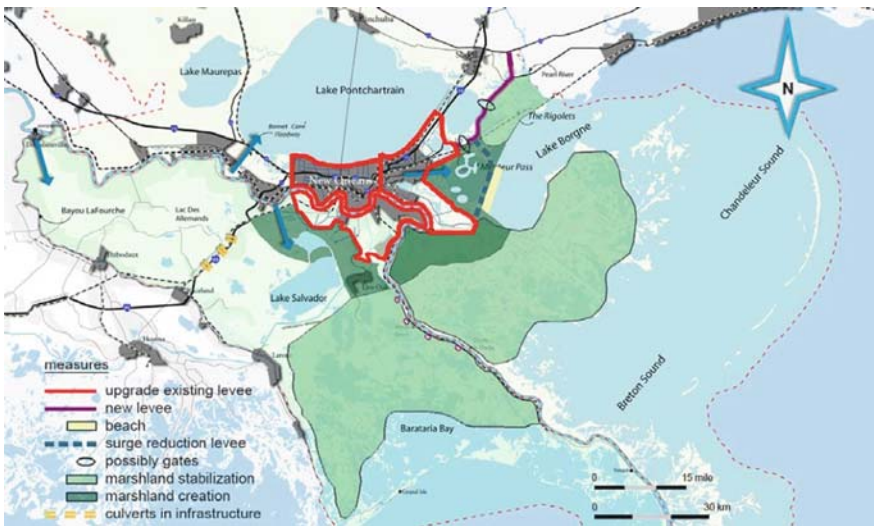 Lake Maurepas
Lake Pontchartrain
Pearl River
The Rigolets
N
Lake Borgne
New Orleans
Chandeleur Sound
Bayou LaFourche
Lac Des
Allemands
Lake Salvador
Breton Sound
Barataria Bay
Grand Isle
measures
upgrade existing levee
new levee
beach
surge reduction levee
possibly gates
marshland stabilization
marshland creation
culverts in infrastructure
0 15 mile
0 30 km